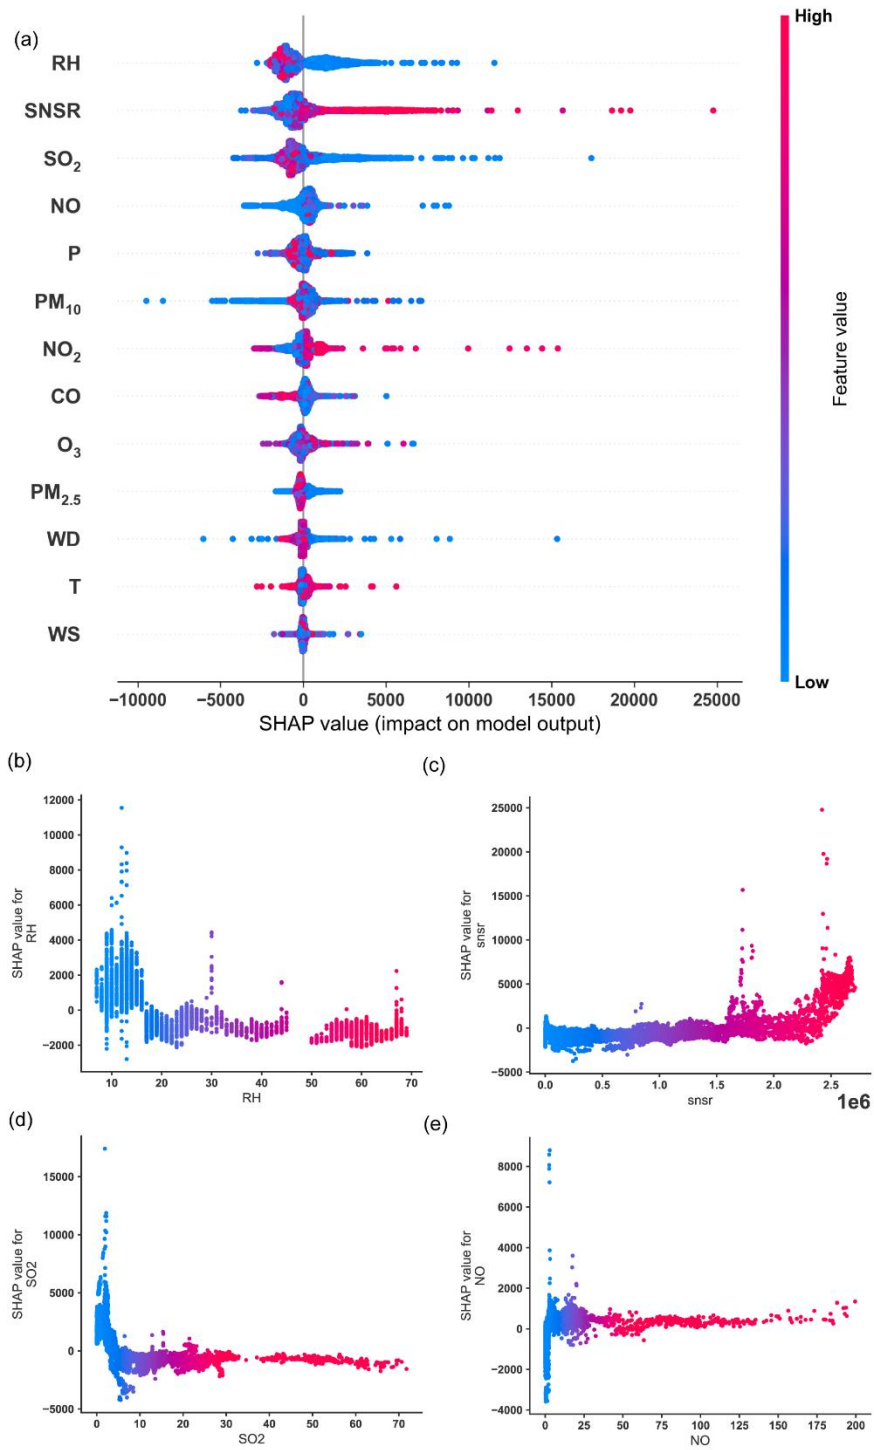 (a)
High
RH
SNSR
SO2
NO
P
PM10
NO2
CO
O3
PM2.5
WD
T
WS
Feature value
Low
−10000 −5000 0 5000 10000 15000 20000 25000
SHAP value (impact on model output)
(b)
12000
10000
8000
6000
4000
2000
0
−2000
SHAP value for
RH
10 20 30 40 50 60 70
RH
(c)
25000
20000
15000
10000
5000
0
−5000
SHAP value for
snsr
0.0 0.5 1.0 1.5 2.0 2.5
snsr
1e6
(d)
15000
10000
5000
0
−5000
SHAP value for
SO2
0 10 20 30 40 50 60 70
SO2
(e)
8000
6000
4000
2000
0
−2000
−4000
SHAP value for
NO
0 25 50 75 100 125 150 175 200
NO